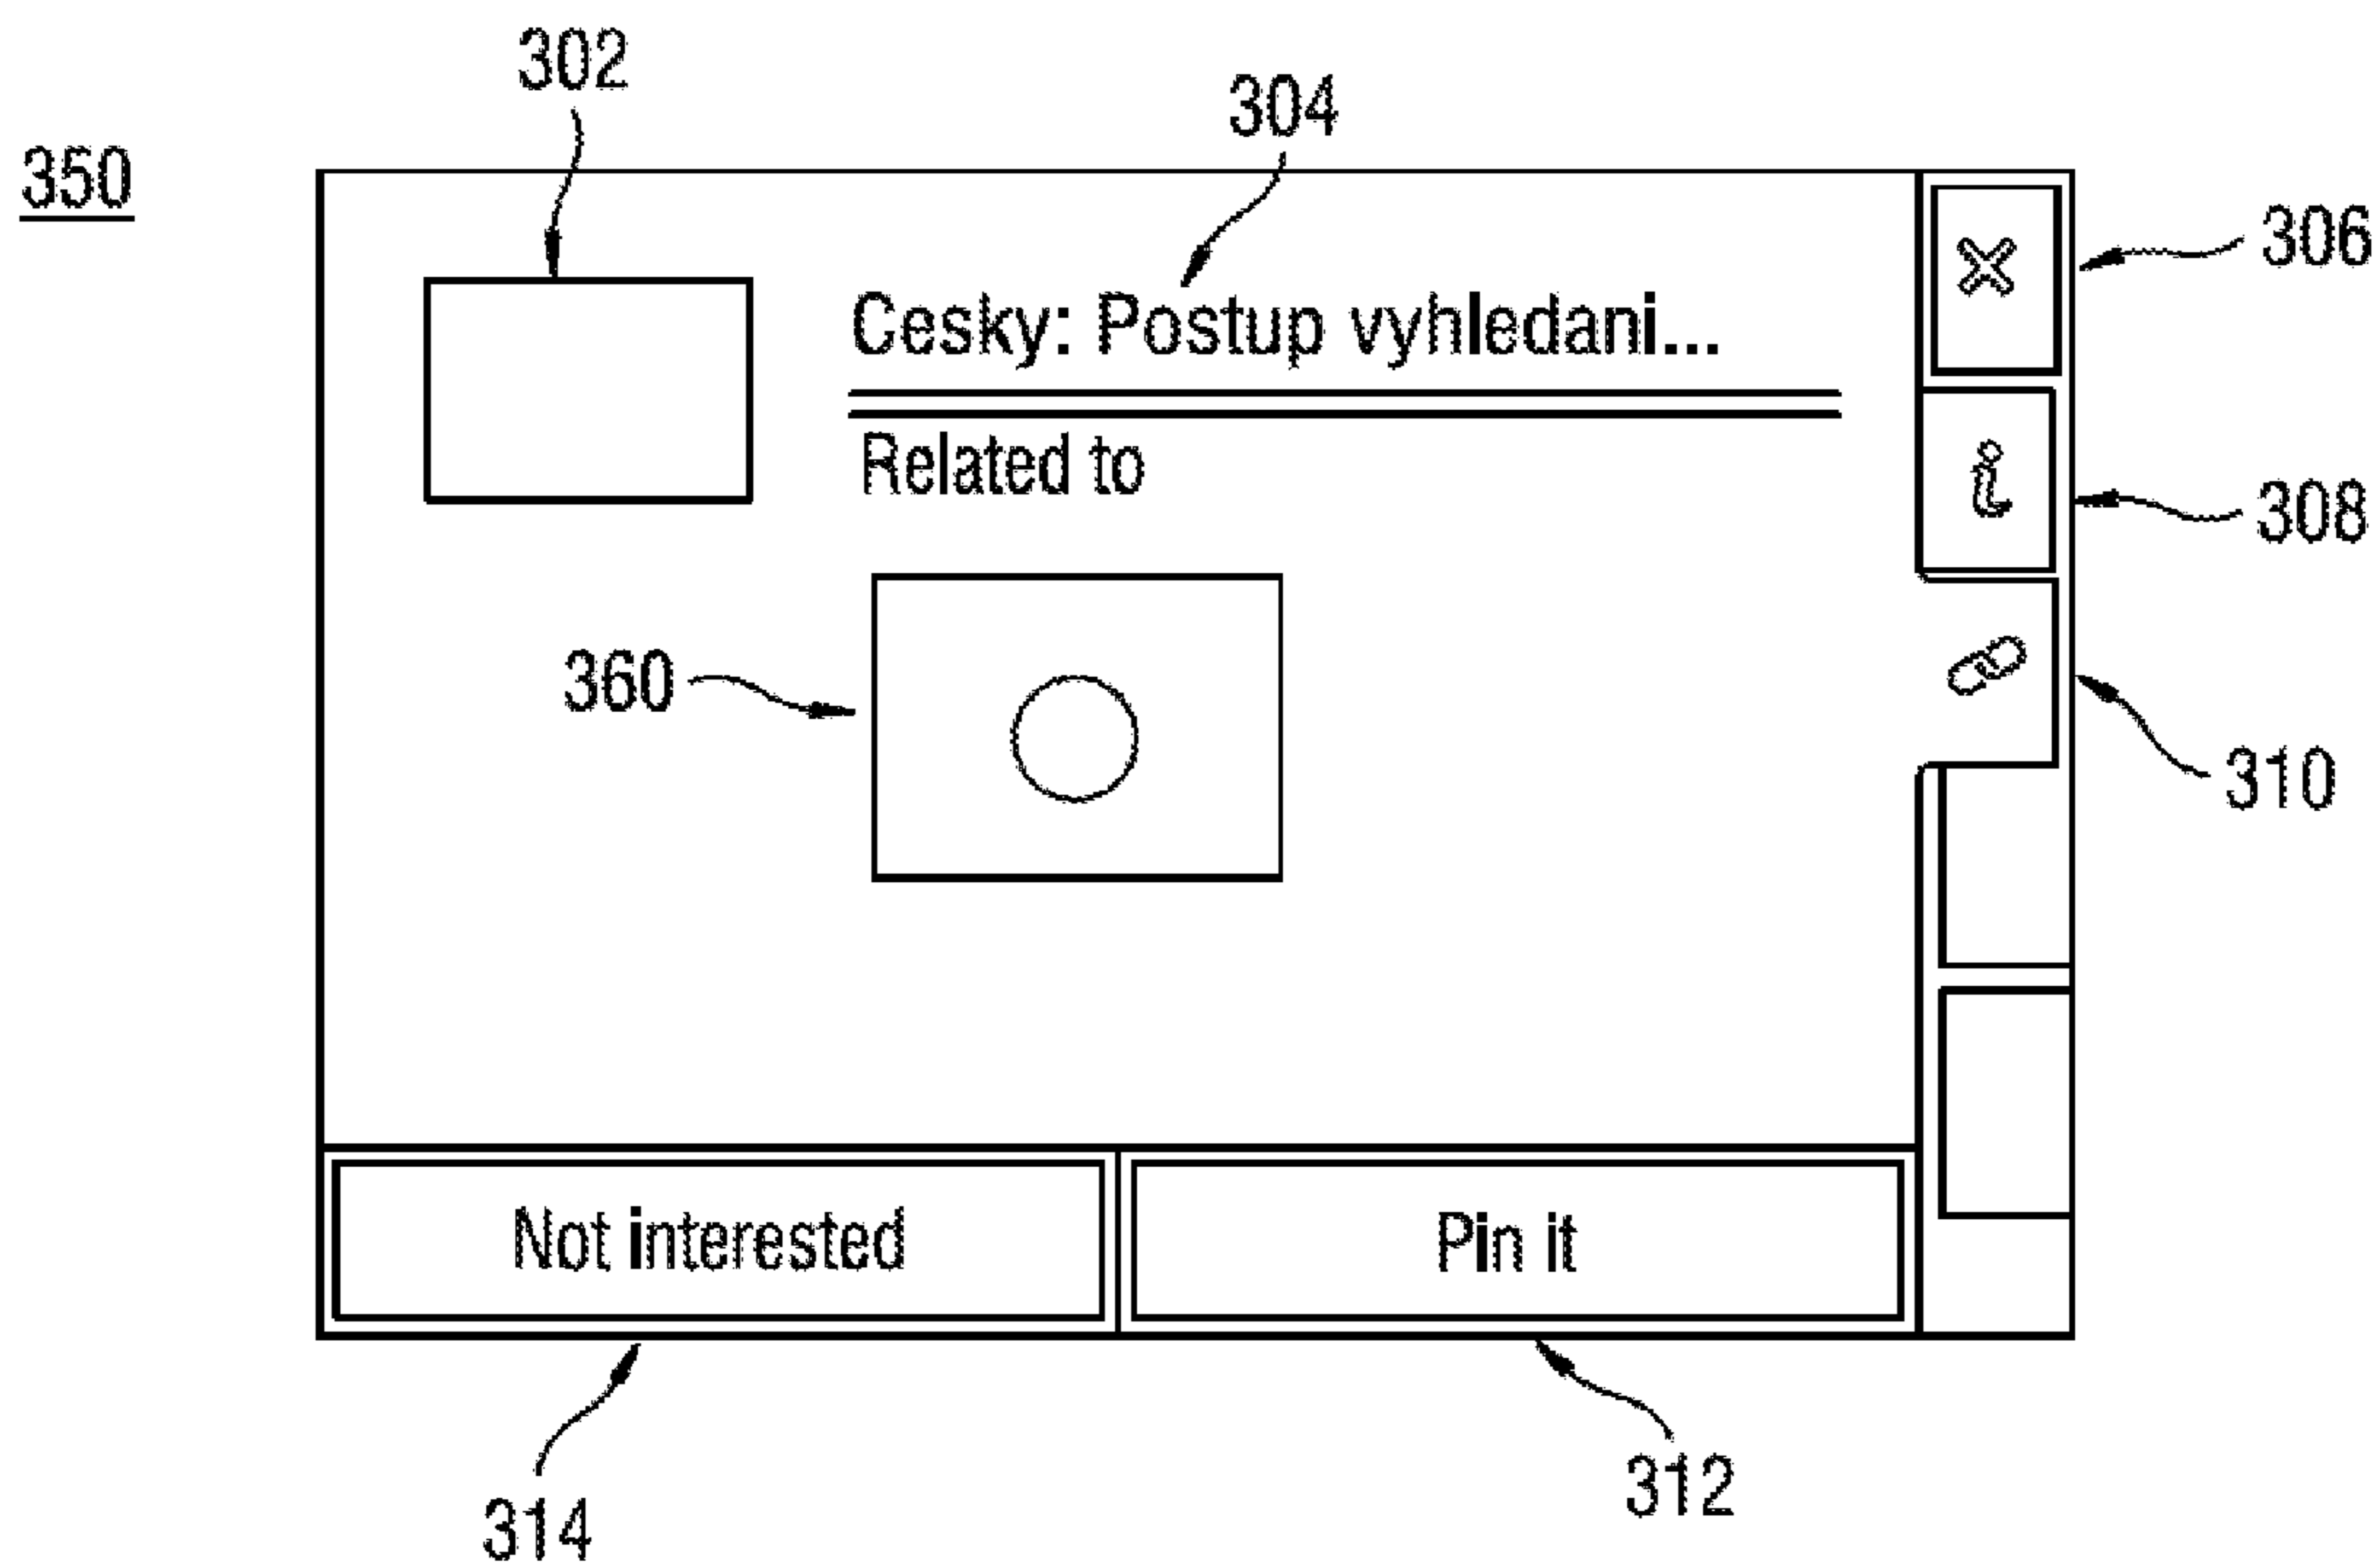 302
304
350
306
Cesky: Postup vyhledani...
Related to
308
360
310
Not interested
Pin it
312
314